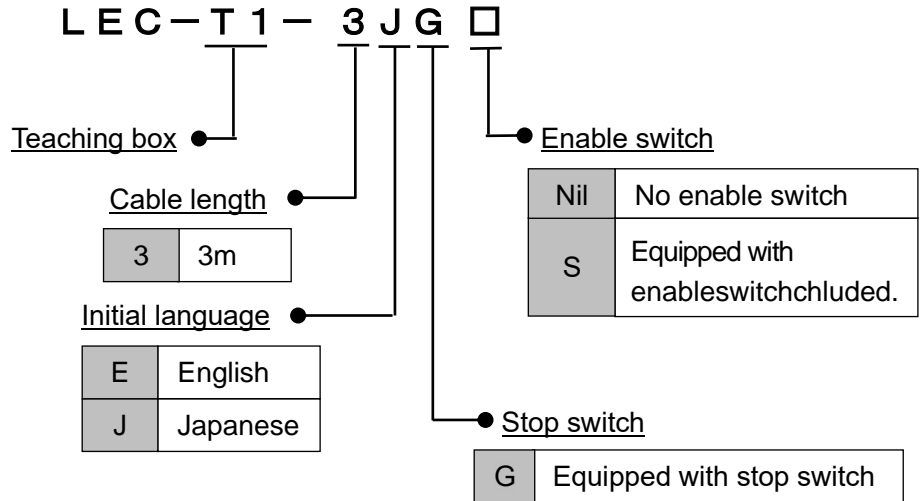 LEC-T1-3JG□
Teaching box
Enable switch
Nil No enable switch
S Equipped with
enableswitchchluded.
Cable length
3 3m
Initial language
E English
J Japanese
Stop switch
G Equipped with stop switch